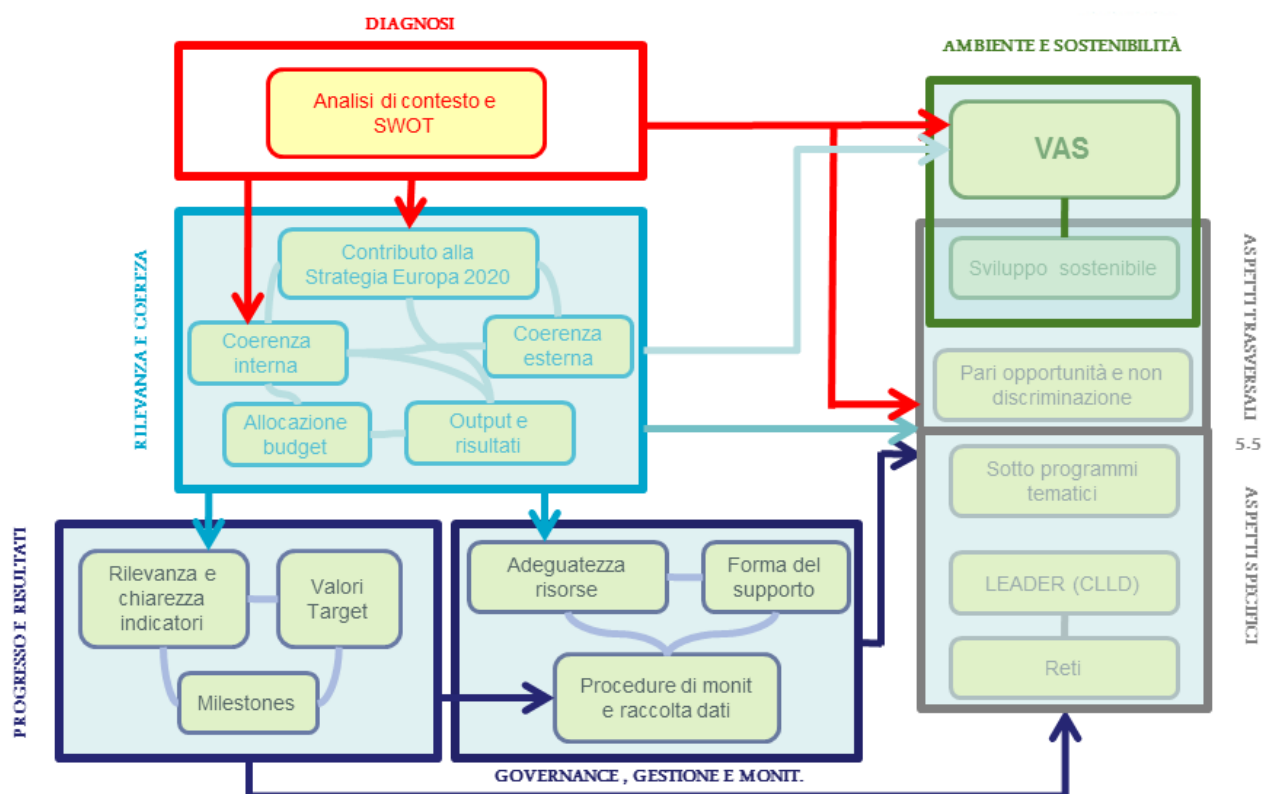 DIAGNOSI
AMBIENTE E SOSTENIBILITÀ
Analisi di contesto e
SWOT
VAS
Sviluppo sostenibile
RILEVANZA E COEREZA
Contributo alla
Strategia Europa 2020
Coerenza
interna
Coerenza
esterna
Allocazione
budget
Output e
risultati
ASPETTI TRASVERSALI
Pari opportunità e non
discriminazione
5-5
ASPETTI SPECIFICI
Sotto programmi
tematici
LEADER (CLLD)
Reti
PROGRESSO E RISULTATI
Rilevanza e
chiarezza
indicatori
Valori
Target
Milestones
Adeguatezza
risorse
Forma del
supporto
Procedure di monit
e raccolta dati
GOVERNANCE , GESTIONE E MONIT.